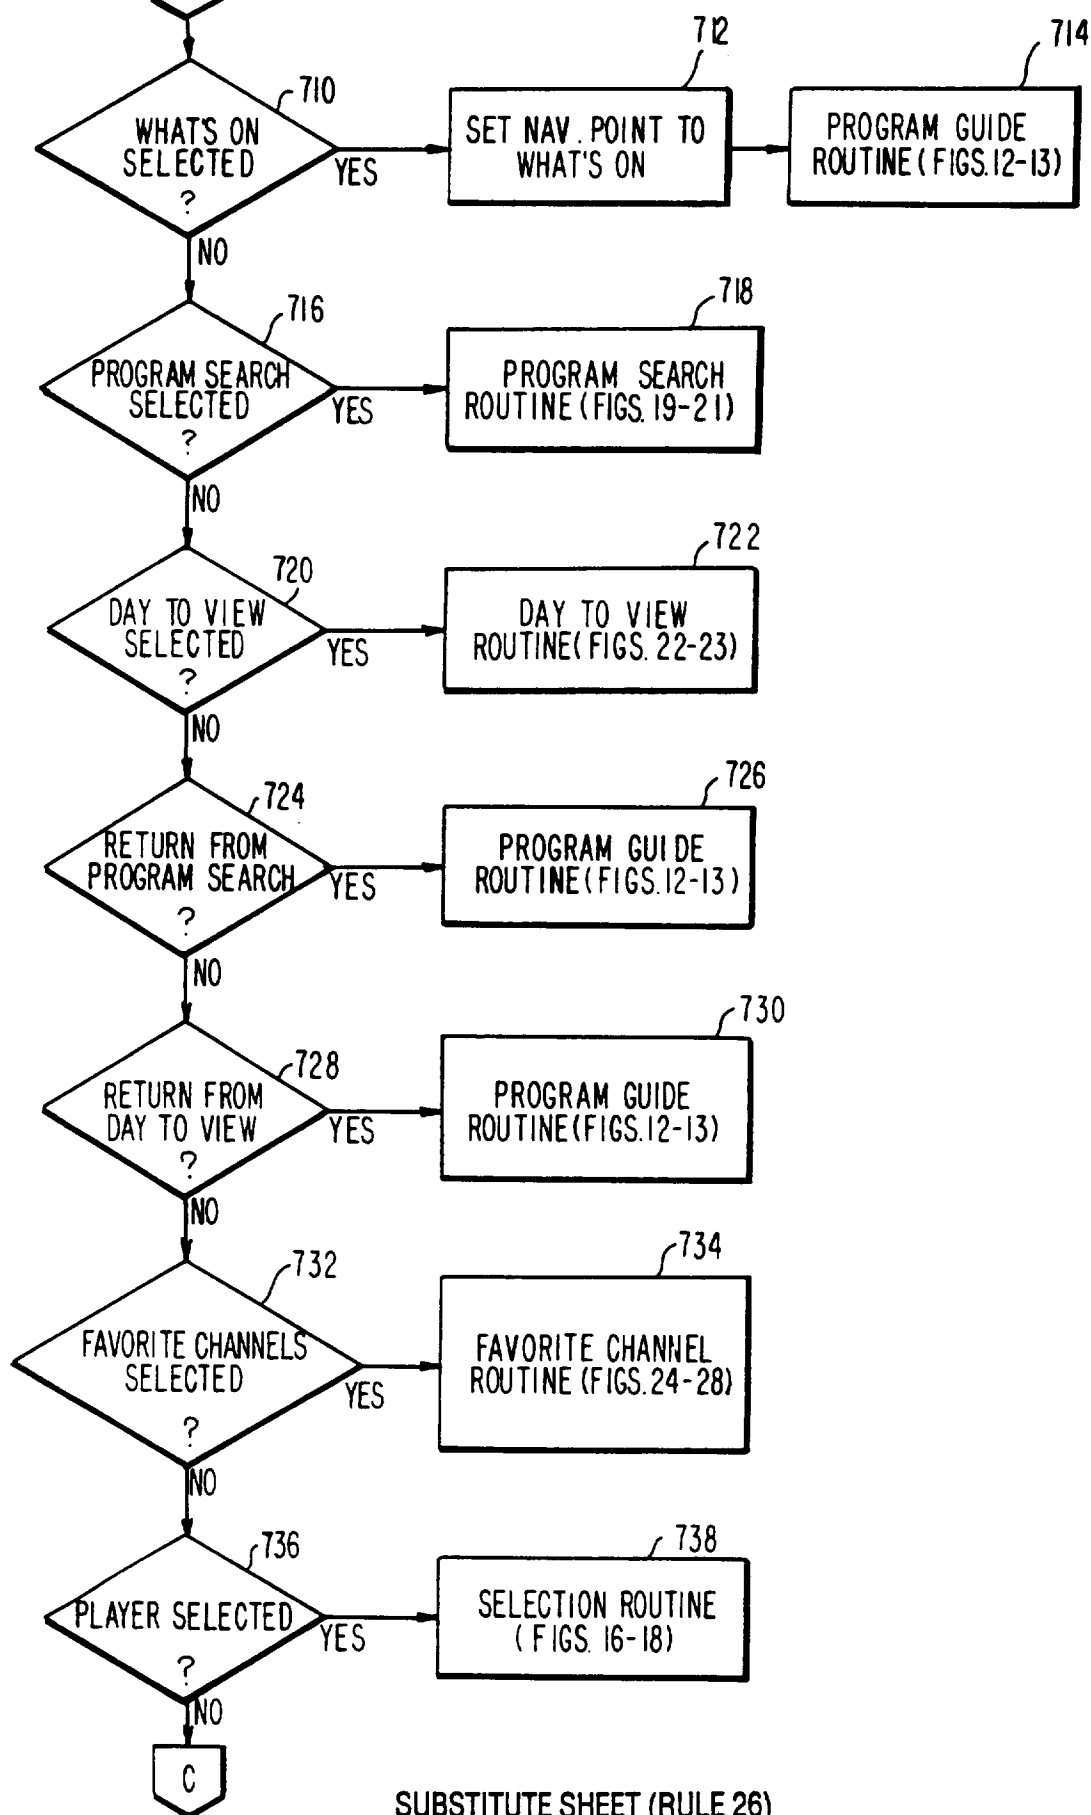 710
WHAT'S ON
SELECTED
?
YES
NO
712
SET NAV. POINT TO
WHAT'S ON
714
PROGRAM GUIDE
ROUTINE (FIGS. 12-13)
716
PROGRAM SEARCH
SELECTED
?
YES
NO
718
PROGRAM SEARCH
ROUTINE (FIGS. 19-21)
720
DAY TO VIEW
SELECTED
?
YES
NO
722
DAY TO VIEW
ROUTINE (FIGS. 22-23)
724
RETURN FROM
PROGRAM SEARCH
?
YES
NO
726
PROGRAM GUIDE
ROUTINE (FIGS. 12-13)
728
RETURN FROM
DAY TO VIEW
?
YES
NO
730
PROGRAM GUIDE
ROUTINE (FIGS. 12-13)
732
FAVORITE CHANNELS
SELECTED
?
YES
NO
734
FAVORITE CHANNEL
ROUTINE (FIGS. 24-28)
736
PLAYER SELECTED
?
YES
NO
738
SELECTION ROUTINE
(FIGS. 16-18)
C
SUBSTITUTE SHEET (RULE 26)